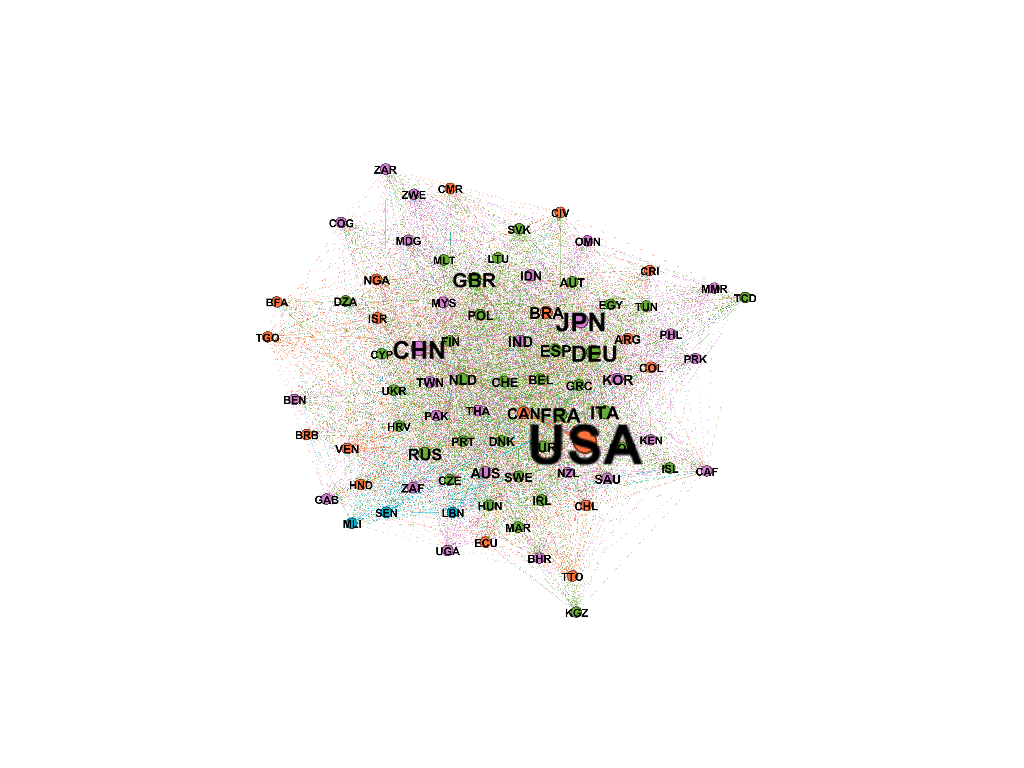 ZAR
ZWE
CMR
CIV
COG
SVK
MDG
OMN
MLT
LTU
CRI
IDN
NGA
GBR
AUT
MMR
TCD
BFA
DZA
MYS
EGY
TUN
ISR
POL
BRA
JPN
TGO
FIN
IND
ARG
PHL
CYP
CHN
ESP
DEU
PRK
COL
UKR
TWN
NLD
CHE
BEL
GRC
KOR
BEN
PAK
THA
CAN
FRA
ITA
HRV
BRB
VEN
PRT
DNK
USA
KEN
RUS
ISL
CAF
HND
ZAF
CZE
AUS
SWE
NZL
SAU
GAB
MLI
SEN
LBN
HUN
IRL
CHL
MAR
UGA
ECU
BHR
TTO
KGZ